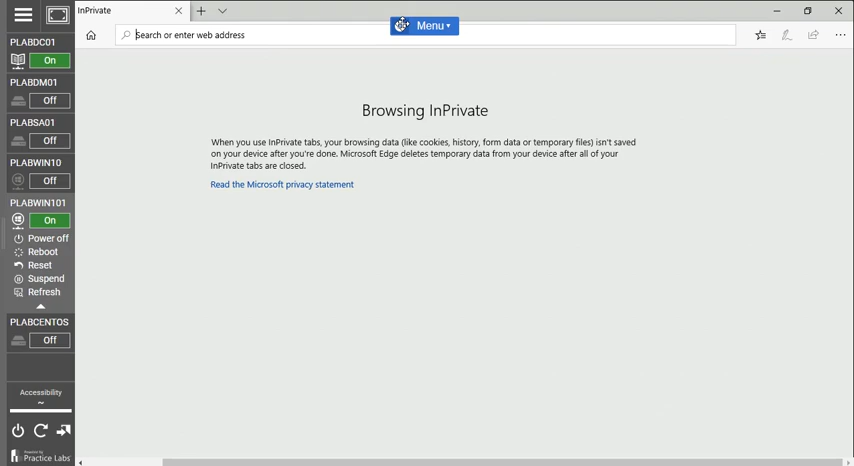 InPrivate
Menu
Search or enter web address
PLABDC01
On
PLABDM01
Off
PLABSA01
Off
PLABWIN10
Off
PLABWIN101
On
Power off
Reboot
Reset
Suspend
Refresh
PLABCENTOS
Off
Accessibility
Powered by
Practice Labs
Browsing InPrivate
When you use InPrivate tabs, your browsing data (like cookies, history, form data or temporary files) isn't saved
on your device after you're done. Microsoft Edge deletes temporary data from your device after all of your
InPrivate tabs are closed.
Read the Microsoft privacy statement